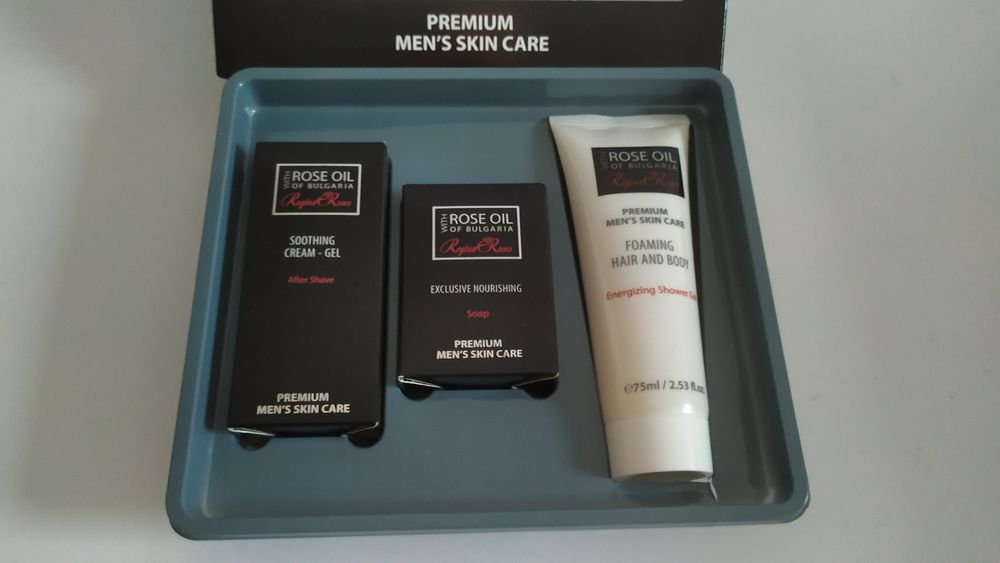 PREMIUM
MEN'S SKIN CARE
WITH
ROSE OIL
OF BULGARIA
Regina Roses
SOOTHING
CREAM - GEL
After Shave
PREMIUM
MEN'S SKIN CARE
WITH
ROSE OIL
OF BULGARIA
Regina Roses
EXCLUSIVE NOURISHING
Soap
PREMIUM
MEN'S SKIN CARE
WITH
ROSE OIL
OF BULGARIA
Regina Roses
PREMIUM
MEN'S SKIN CARE
FOAMING
HAIR AND BODY
Energizing Shower Gel
℮75ml / 2.53 fl.oz.